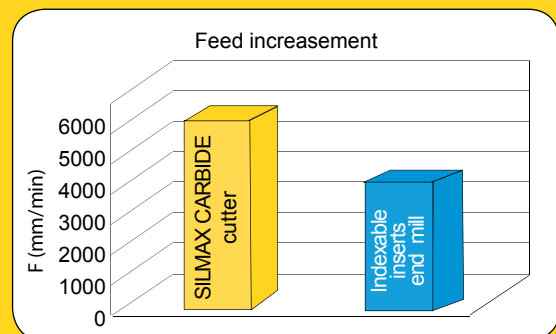 Feed increasement
F (mm/min)
6000
5000
4000
3000
2000
1000
0
SILMAX CARBIDE
cutter
Indexable
inserts
end mill